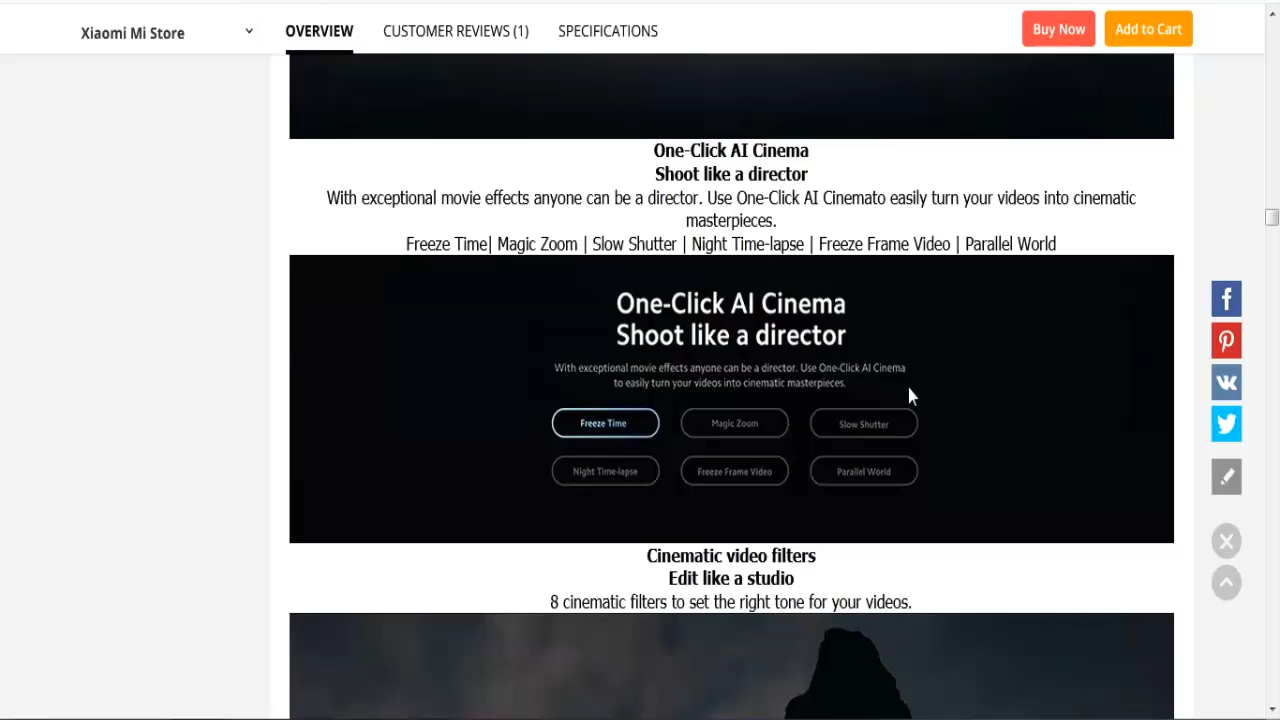 Xiaomi Mi Store
OVERVIEW
CUSTOMER REVIEWS (1)
SPECIFICATIONS
Buy Now
Add to Cart
One-Click AI Cinema
Shoot like a director
With exceptional movie effects anyone can be a director. Use One-Click AI Cinemato easily turn your videos into cinematic
masterpieces.
Freeze Time| Magic Zoom | Slow Shutter | Night Time-lapse | Freeze Frame Video | Parallel World
One-Click AI Cinema
Shoot like a director
With exceptional movie effects anyone can be a director. Use One-Click AI Cinema
to easily turn your videos into cinematic masterpieces.
Freeze Time
Magic Zoom
Slow Shutter
Night Time-lapse
Freeze Frame Video
Parallel World
Cinematic video filters
Edit like a studio
8 cinematic filters to set the right tone for your videos.